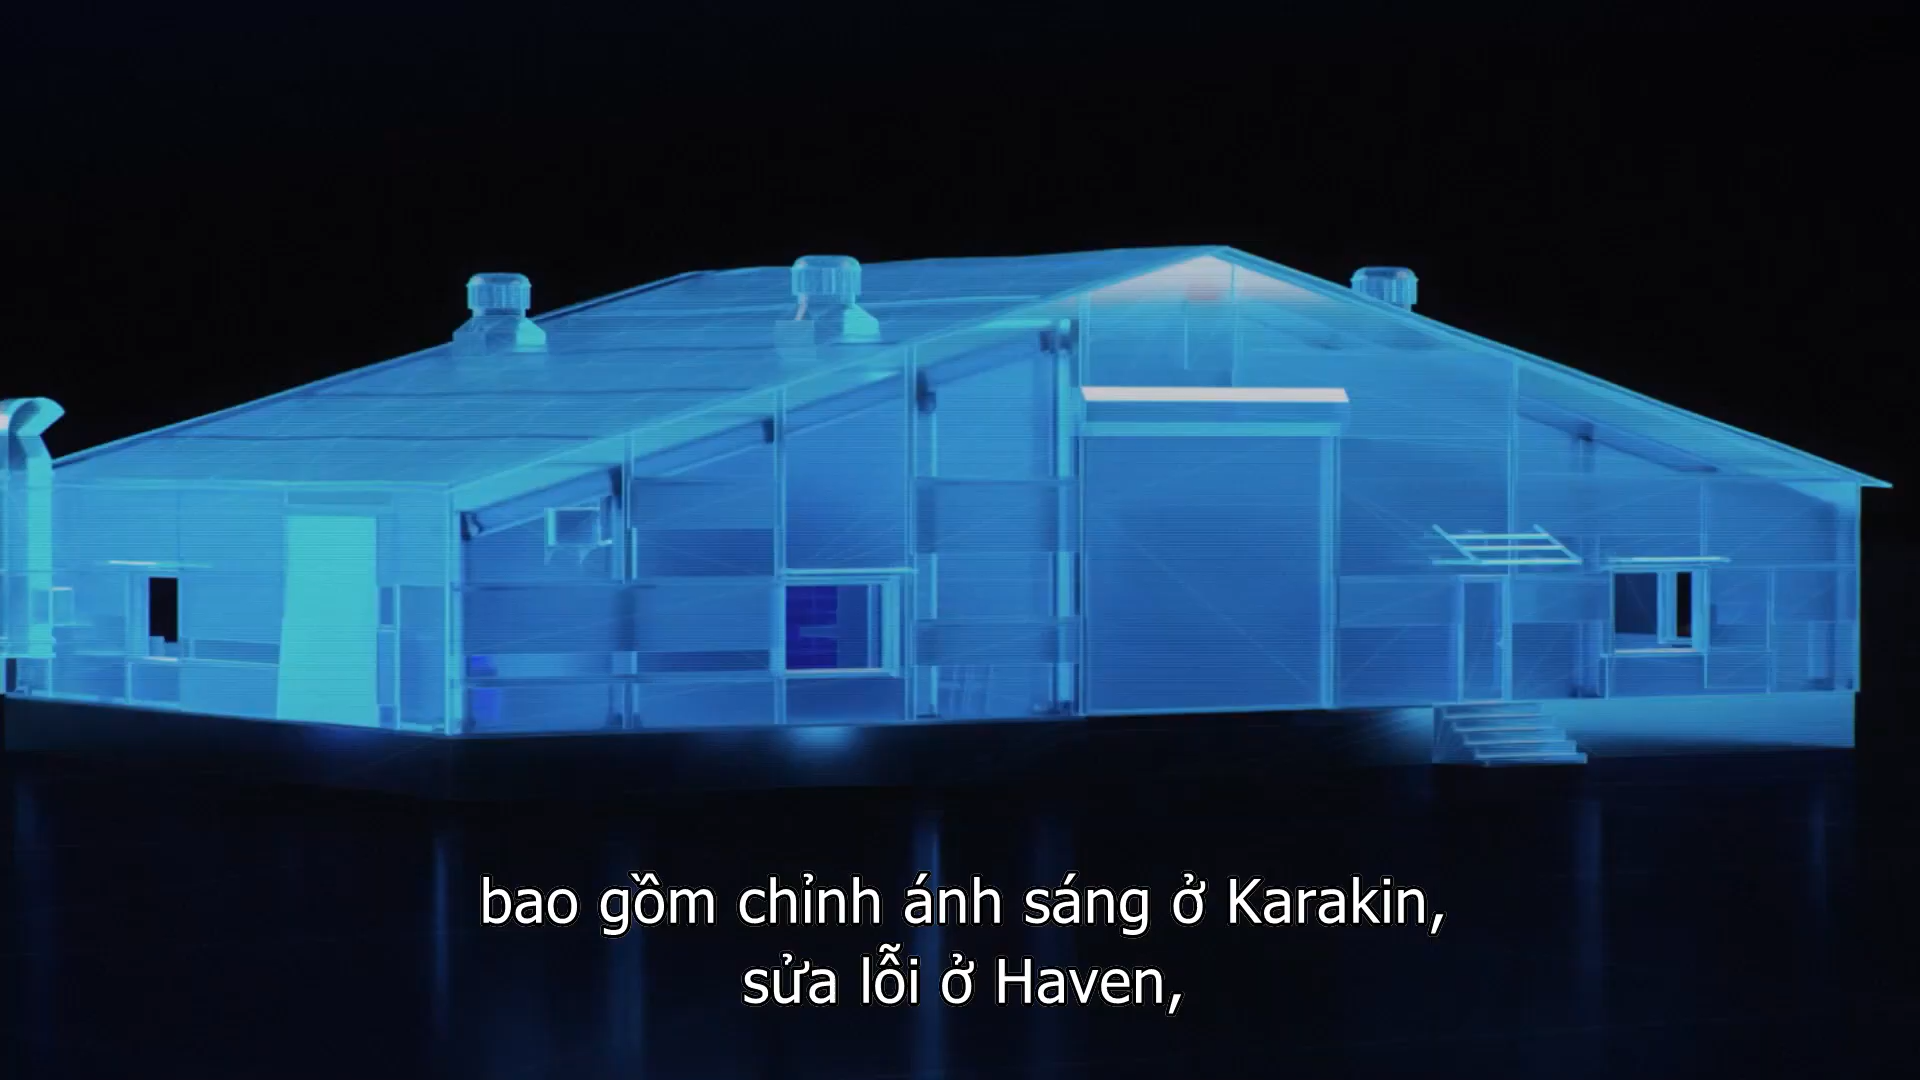 bao gồm chỉnh ánh sáng ở Karakin,
sửa lỗi ở Haven,